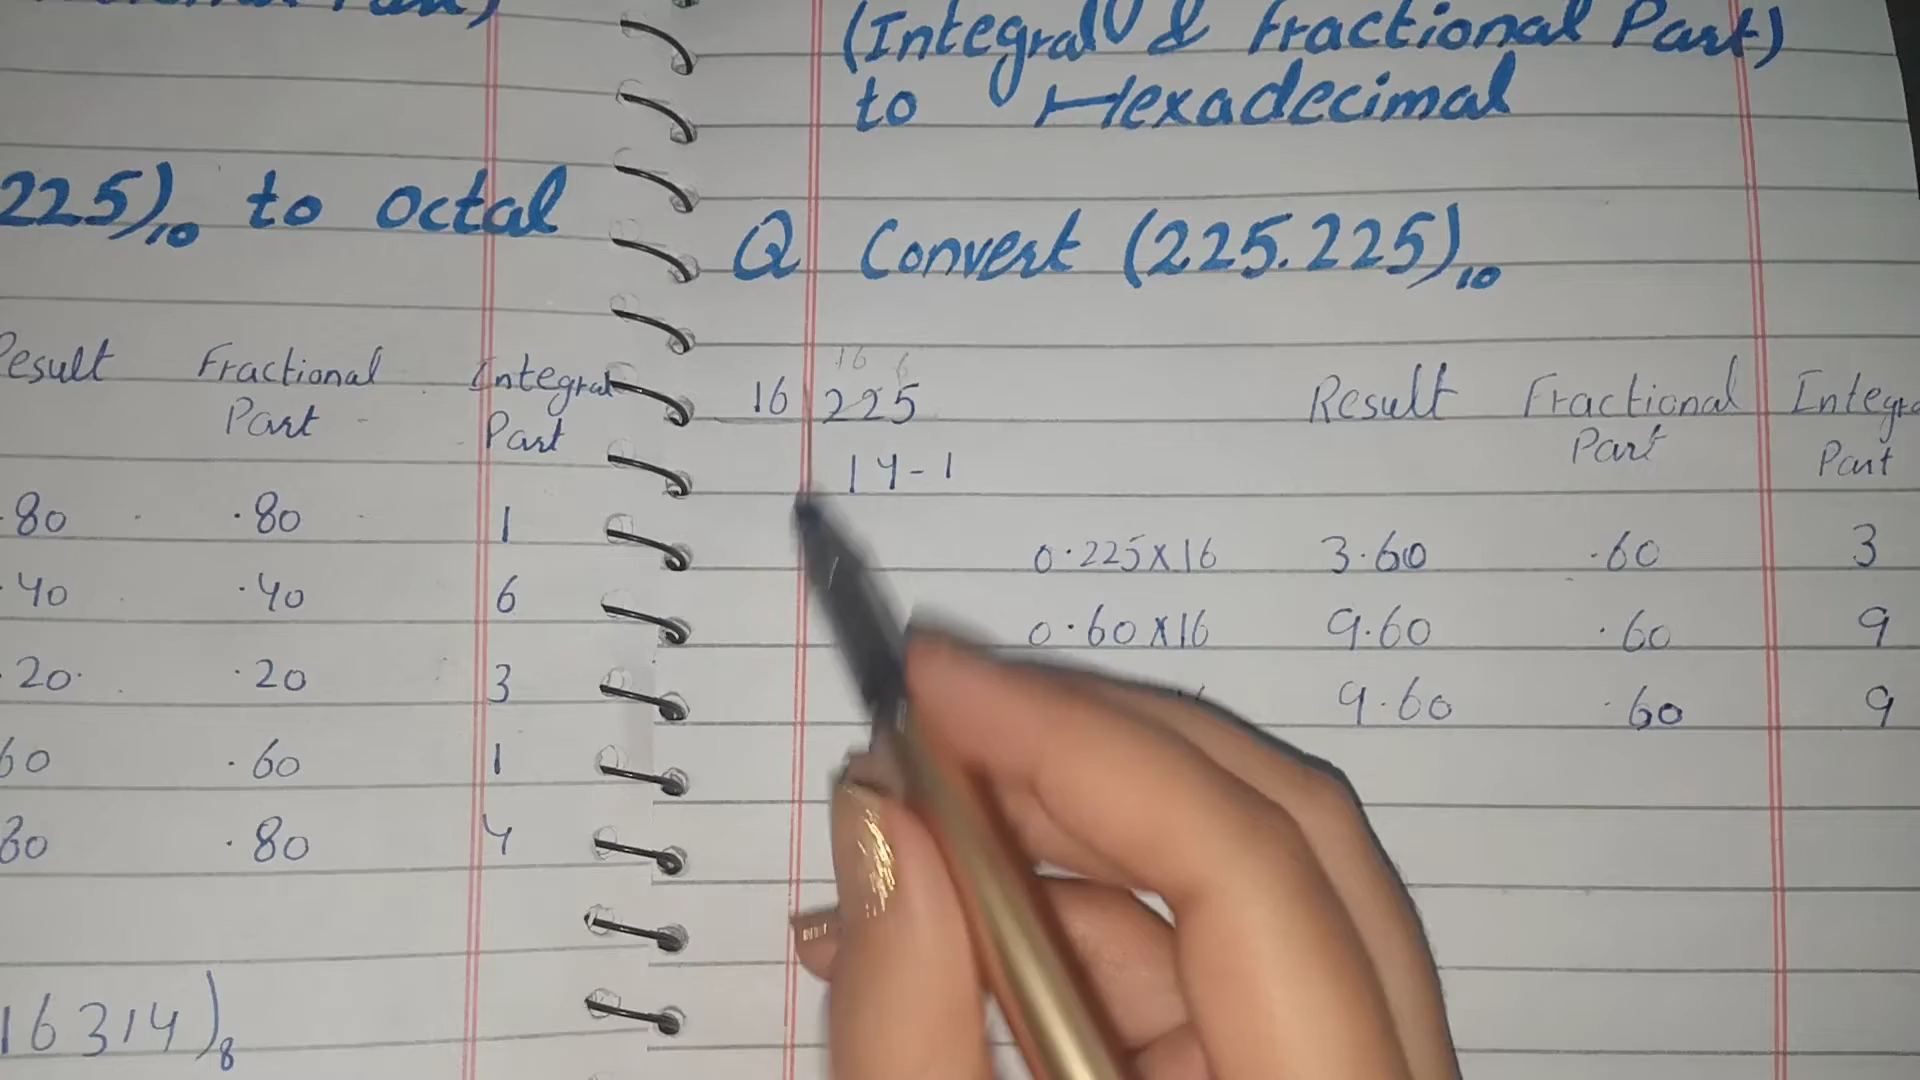 225)10 to Octal
Result Fractional Integral
Part Part
.80 .80 1
.40 .40 6
.20 .20 3
60 .60 1
80 .80 4
16314)8
(Integral & Fractional Part)
to Hexadecimal
Q Convert (225.225)10
16 6
16 225
14-1
Result Fractional
Part Part
0.225x16 3.60 .60 3
0.60x16 9.60 .60 9
9.60 .60 9